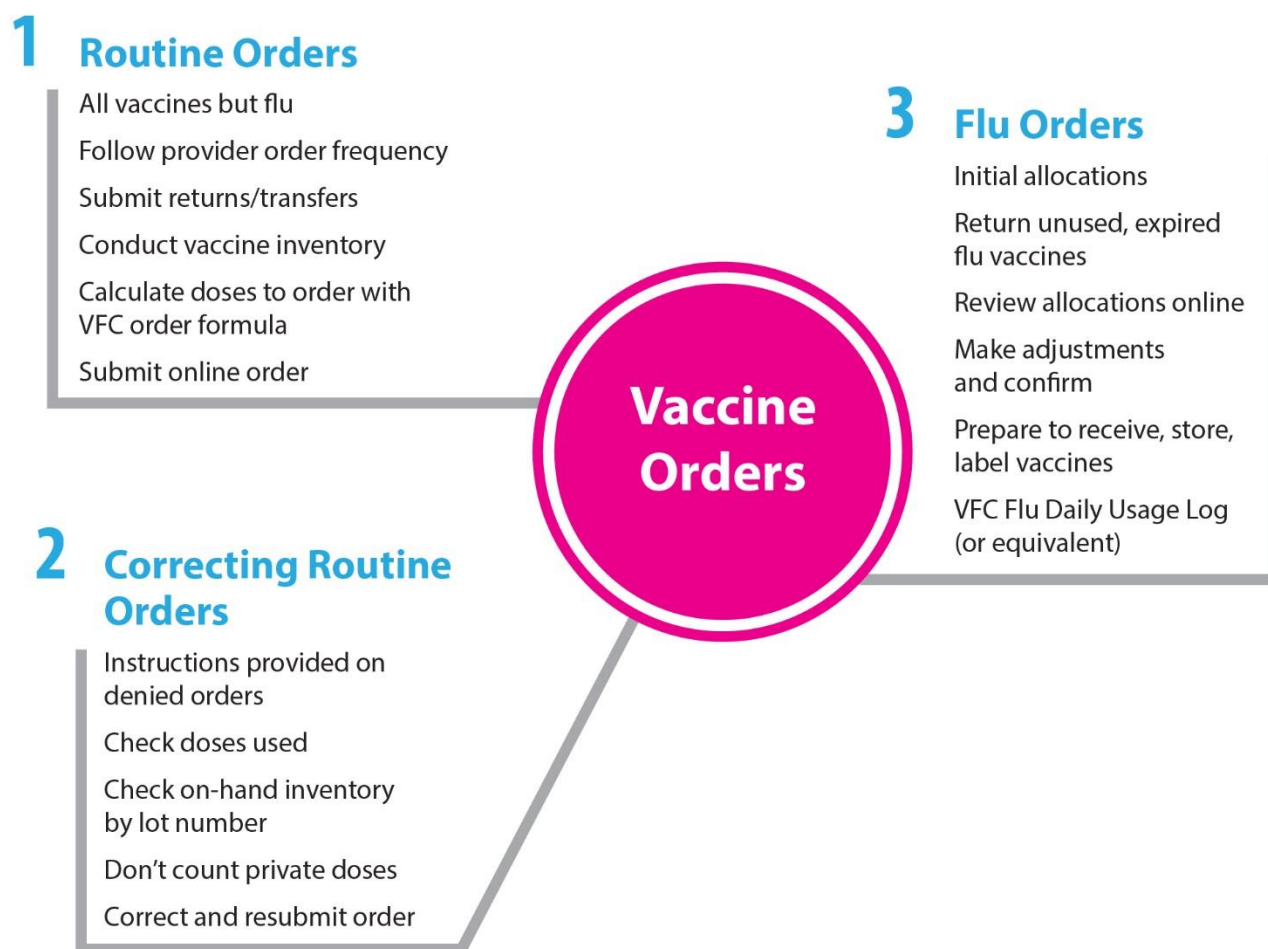 1 Routine Orders
All vaccines but flu
Follow provider order frequency
Submit returns/transfers
Conduct vaccine inventory
Calculate doses to order with
VFC order formula
Submit online order
2 Correcting Routine
Orders
Instructions provided on
denied orders
Check doses used
Check on-hand inventory
by lot number
Don’t count private doses
Correct and resubmit order
Vaccine
Orders
3 Flu Orders
Initial allocations
Return unused, expired
flu vaccines
Review allocations online
Make adjustments
and confirm
Prepare to receive, store,
label vaccines
VFC Flu Daily Usage Log
(or equivalent)